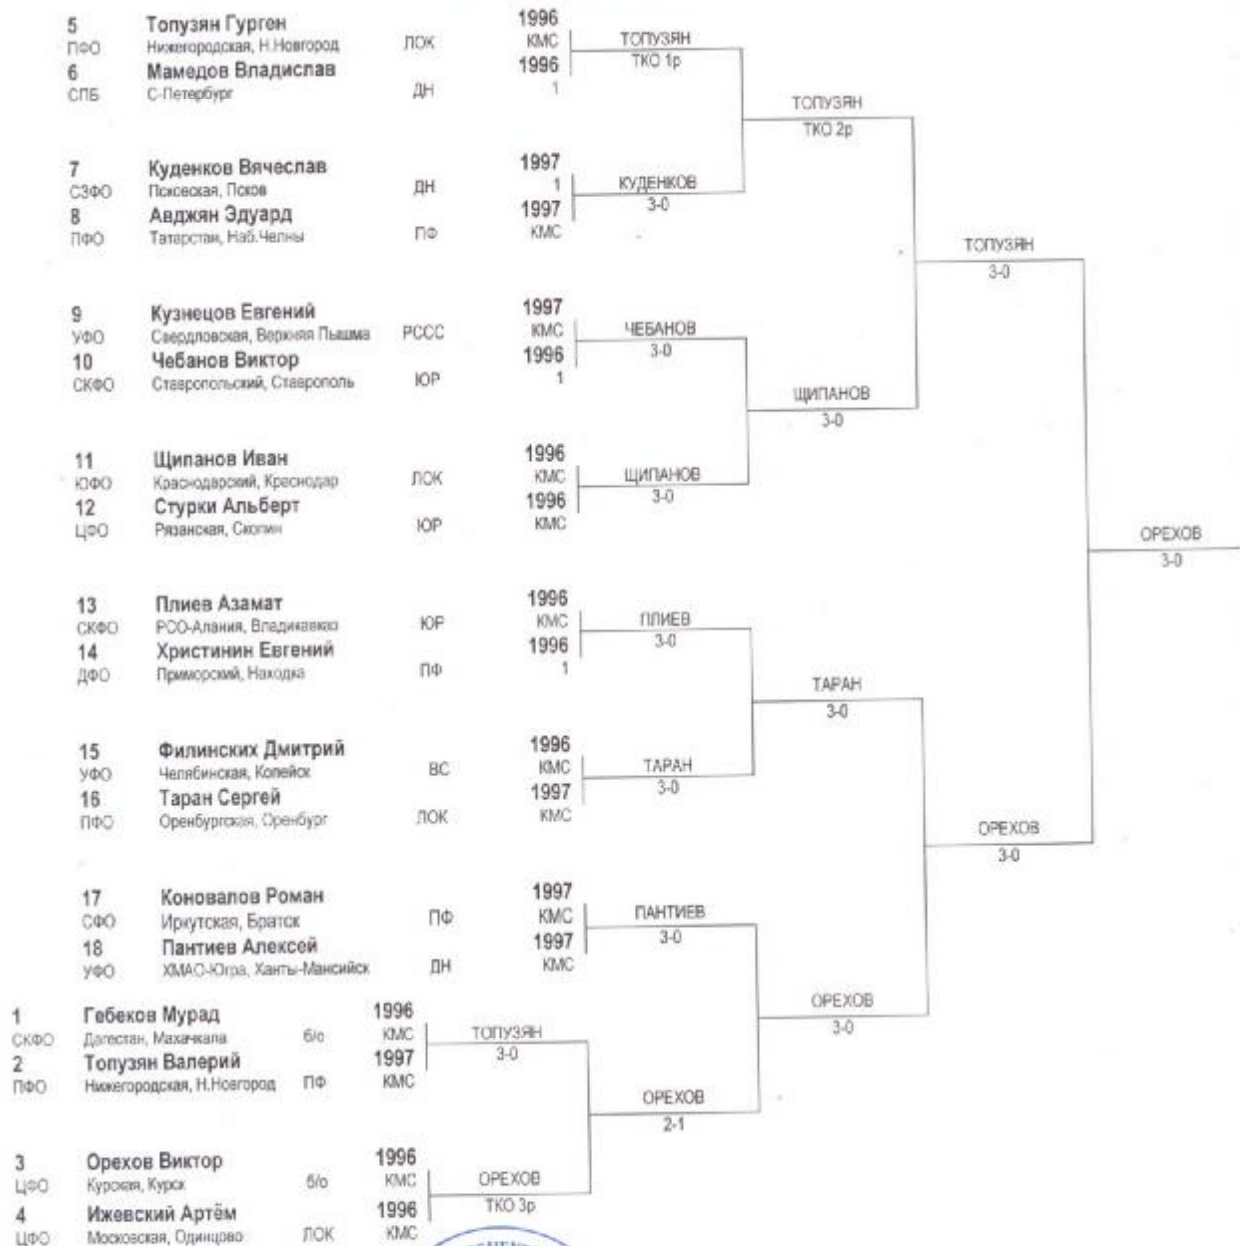 5 Топузян Гурген 1996
ПФО Нижегородская, Н.Новгород ЛОК КМС ТОПУЗЯН
6 Мамедов Владислав 1996 ТКО 1р
СПБ С-Петербург ДН 1
ТОПУЗЯН
ТКО 2р
7 Куденков Вячеслав 1997
СЗФО Псковская, Псков ДН 1 КУДЕНКОВ
8 Авджян Эдуард 1997 3-0
ПФО Татарстан, Наб.Челны ПФ КМС
ТОПУЗЯН
3-0
9 Кузнецов Евгений 1997
УФО Свердловская, Верхняя Пышма РССС КМС ЧЕБАНОВ
10 Чебанов Виктор 1996 3-0
СКФО Ставропольский, Ставрополь ЮР 1
ЩИПАНОВ
3-0
11 Щипанов Иван 1996
ЮФО Краснодарский, Краснодар ЛОК КМС ЩИПАНОВ
12 Стурки Альберт 1996 3-0
ЦФО Рязанская, Скопин ЮР КМС
ОРЕХОВ
3-0
13 Плиев Азамат 1996
СКФО РСО-Алания, Владикавказ ЮР КМС ПЛИЕВ
14 Христинин Евгений 1996 3-0
ДФО Приморский, Находка ПФ 1
ТАРАН
3-0
15 Филинских Дмитрий 1996
УФО Челябинская, Копейск ВС КМС ТАРАН
16 Таран Сергей 1997 3-0
ПФО Оренбургская, Оренбург ЛОК КМС
ОРЕХОВ
3-0
17 Коновалов Роман 1997
СФО Иркутская, Братск ПФ КМС ПАНТИЕВ
18 Пантиев Алексей 1997 3-0
УФО ХМАО-Югра, Ханты-Мансийск ДН КМС
ОРЕХОВ
3-0
1 Гебеков Мурад 1996
СКФО Дагестан, Махачкала б/о КМС ТОПУЗЯН
2 Топузян Валерий 1997 3-0
ПФО Нижегородская, Н.Новгород ПФ КМС
ОРЕХОВ
2-1
3 Орехов Виктор 1996
ЦФО Курская, Курск б/о КМС ОРЕХОВ
4 Ижевский Артём 1996 ТКО 3р
ЦФО Московская, Одинцово ЛОК КМС